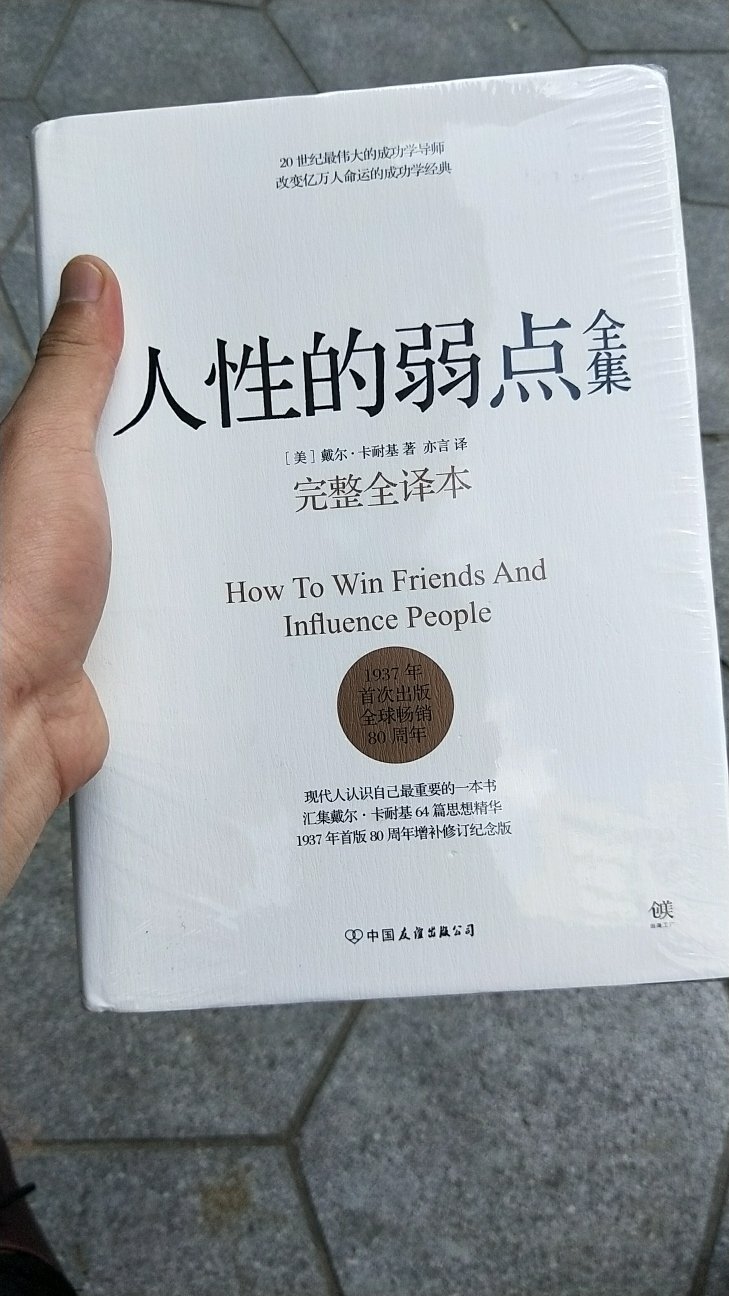 20 世纪最伟大的成功学导师
改变亿万人命运的成功学经典
人性的弱点全集
[美] 戴尔·卡耐基 著 亦言 译
完整全译本
How To Win Friends And
Influence People
1937 年
首次出版
全球畅销
80 周年
现代人认识自己最重要的一本书
汇集戴尔·卡耐基 64 篇思想精华
1937 年首版 80 周年增补修订纪念版
中国友谊出版公司
创美